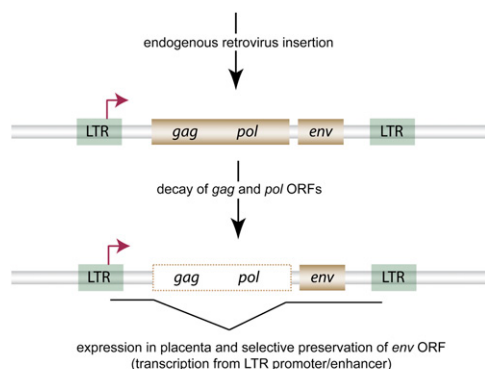 endogenous retrovirus insertion
LTR gag pol env LTR
decay of gag and pol ORFs
LTR gag pol env LTR
expression in placenta and selective preservation of env ORF
(transcription from LTR promoter/enhancer)